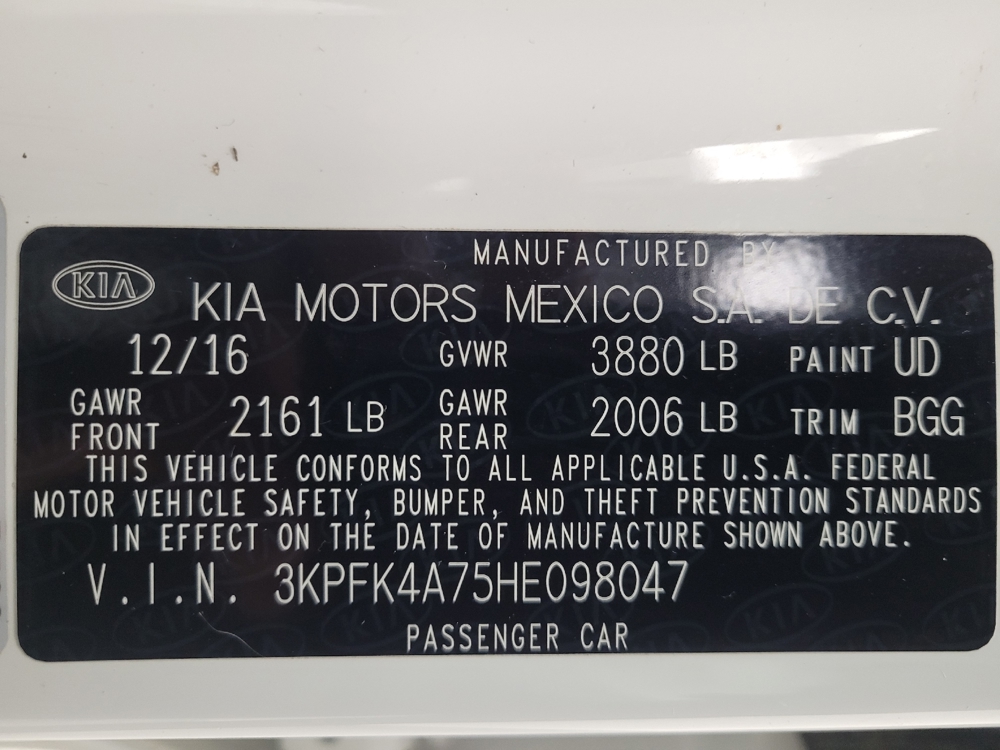 MANUFACTURED BY
KIA
KIA MOTORS MEXICO S.A. DE C.V.
12/16 GVWR 3880 LB PAINT UD
GAWR FRONT 2161 LB GAWR REAR 2006 LB TRIM BGG
THIS VEHICLE CONFORMS TO ALL APPLICABLE U.S.A. FEDERAL
MOTOR VEHICLE SAFETY, BUMPER, AND THEFT PREVENTION STANDARDS
IN EFFECT ON THE DATE OF MANUFACTURE SHOWN ABOVE.
V.I.N. 3KPFK4A75HE098047
PASSENGER CAR